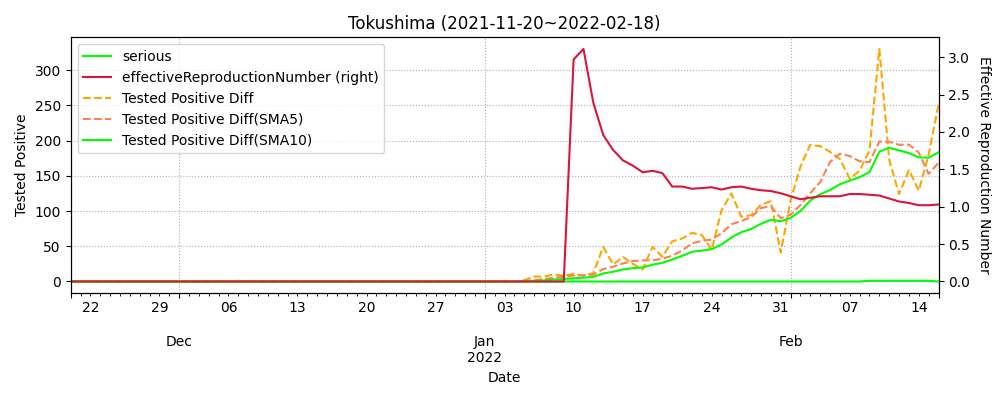 Tokushima (2021-11-20~2022-02-18)
serious
effectiveReproductionNumber (right)
Tested Positive Diff
Tested Positive Diff(SMA5)
Tested Positive Diff(SMA10)
Tested Positive
300
250
200
150
100
50
0
3.0
2.5
2.0
1.5
1.0
0.5
0.0
Effective Reproduction Number
22 29 06 13 20 27 03 10 17 24 31 07 14
Dec Jan Feb
2022
Date